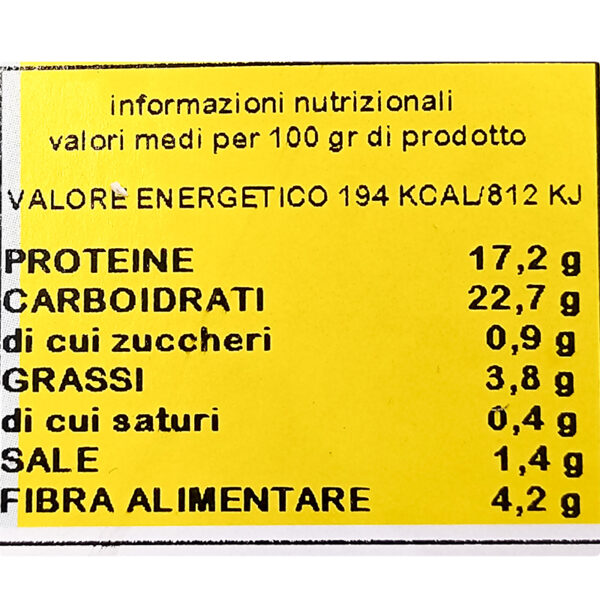 informazioni nutrizionali
valori medi per 100 gr di prodotto
VALORE ENERGETICO 194 KCAL/812 KJ
PROTEINE 17,2 g
CARBOIDRATI 22,7 g
di cui zuccheri 0,9 g
GRASSI 3,8 g
di cui saturi 0,4 g
SALE 1,4 g
FIBRA ALIMENTARE 4,2 g